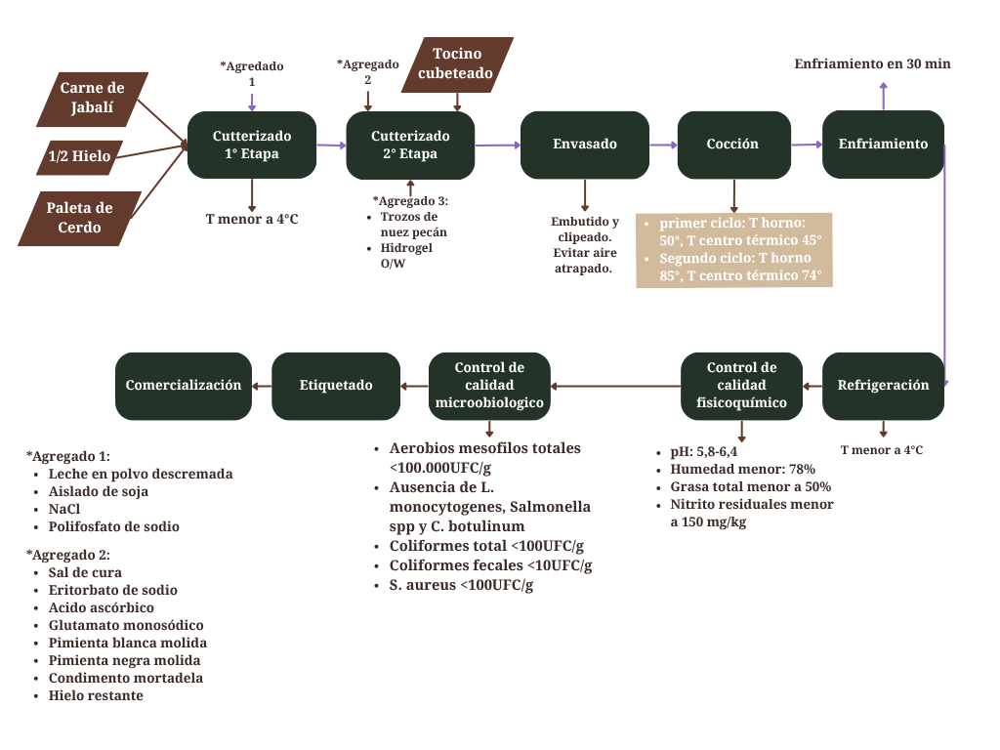 Carne de
Jabalí
1/2 Hielo
Paleta de
Cerdo
*Agredado
1
Cutterizado
1° Etapa
T menor a 4°C
*Agregado
2
Tocino
cubeteado
Cutterizado
2° Etapa
*Agregado 3:
• Trozos de
nuez pecán
• Hidrogel
O/W
Envasado
Embutido y
clipeado.
Evitar aire
atrapado.
Cocción
• primer ciclo: T horno:
50°, T centro térmico 45°
• Segundo ciclo: T horno
85°, T centro térmico 74°
Enfriamiento en 30 min
Enfriamiento
Refrigeración
T menor a 4°C
Control de
calidad
fisicoquímico
• pH: 5,8-6,4
• Humedad menor: 78%
• Grasa total menor a 50%
• Nitrito residuales menor
a 150 mg/kg
Control de
calidad
microobiologico
• Aerobios mesofilos totales
<100.000UFC/g
• Ausencia de L.
monocytogenes, Salmonella
spp y C. botulinum
• Coliformes total <100UFC/g
• Coliformes fecales <10UFC/g
• S. aureus <100UFC/g
Etiquetado
Comercialización
*Agregado 1:
• Leche en polvo descremada
• Aislado de soja
• NaCl
• Polifosfato de sodio
*Agregado 2:
• Sal de cura
• Eritorbato de sodio
• Acido ascórbico
• Glutamato monosódico
• Pimienta blanca molida
• Pimienta negra molida
• Condimento mortadela
• Hielo restante